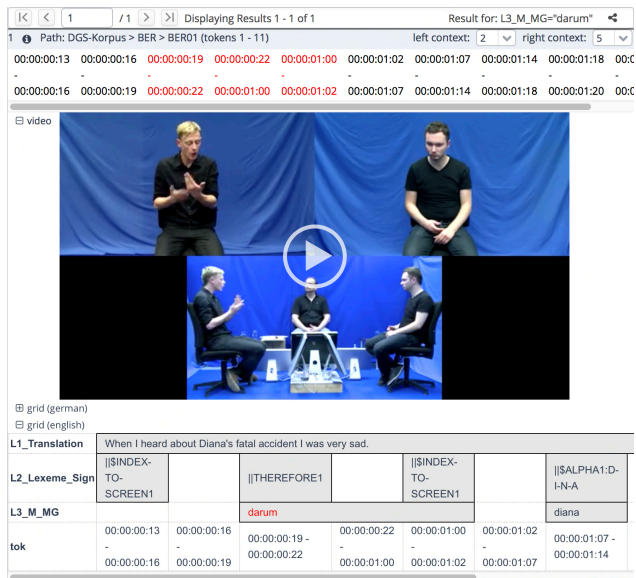 1 / 1 Displaying Results 1 - 1 of 1 Result for: L3_M_MG="darum"
1 Path: DGS-Korpus > BER > BER01 (tokens 1 - 11) left context: 2 right context: 5
00:00:00:13 00:00:00:16 00:00:00:19 00:00:00:22 00:00:01:00 00:00:01:02 00:00:01:07 00:00:01:14 00:00:01:18 00:0
- - - - - - - - - -
00:00:00:16 00:00:00:19 00:00:00:22 00:00:01:00 00:00:01:02 00:00:01:07 00:00:01:14 00:00:01:18 00:00:01:20 00:0
video
grid (german)
grid (english)
L1_Translation When I heard about Diana's fatal accident I was very sad.
L2_Lexeme_Sign ||$INDEX-TO-SCREEN1 ||THEREFORE1 ||$INDEX-TO-SCREEN1 ||$ALPHA1:D-I-N-A
L3_M_MG darum diana
tok 00:00:00:13 - 00:00:00:16 00:00:00:16 - 00:00:00:19 00:00:00:19 - 00:00:00:22 00:00:00:22 - 00:00:01:00 00:00:01:00 - 00:00:01:02 00:00:01:02 - 00:00:01:07 00:00:01:07 - 00:00:01:14